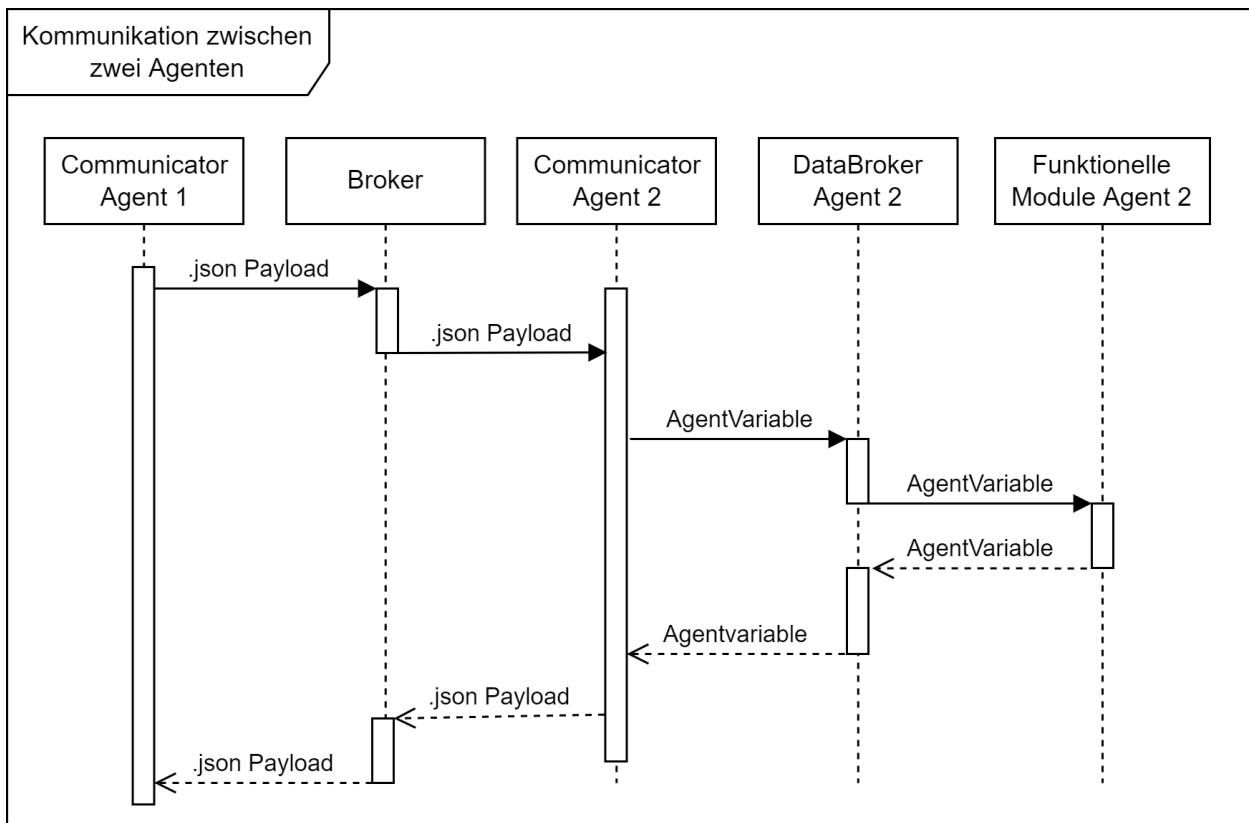 Kommunikation zwischen
zwei Agenten
Communicator
Agent 1
Broker
Communicator
Agent 2
DataBroker
Agent 2
Funktionelle
Module Agent 2
.json Payload
.json Payload
AgentVariable
AgentVariable
AgentVariable
Agentvariable
.json Payload
.json Payload